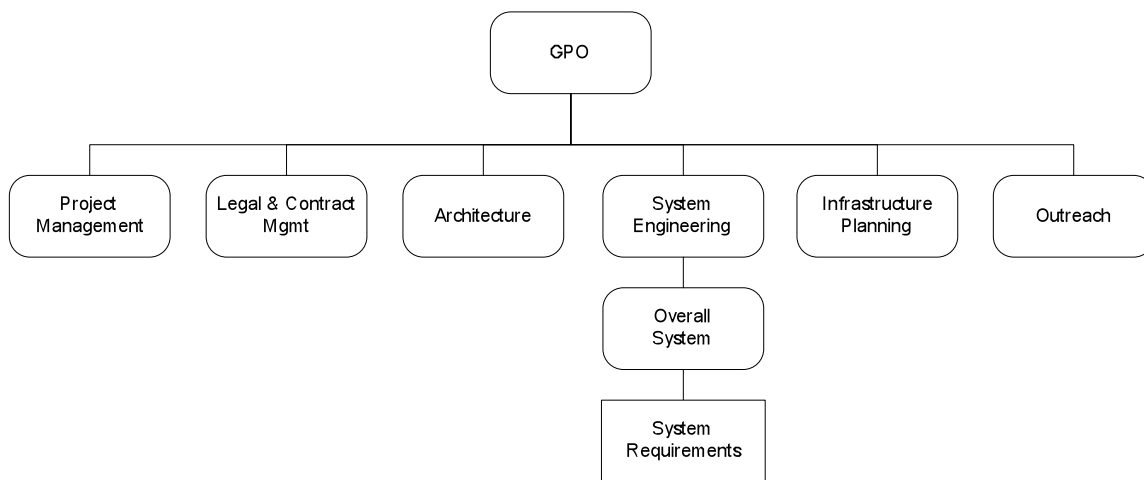 GPO
Project
Management
Legal & Contract
Mgmt
Architecture
System
Engineering
Infrastructure
Planning
Outreach
Overall
System
System
Requirements